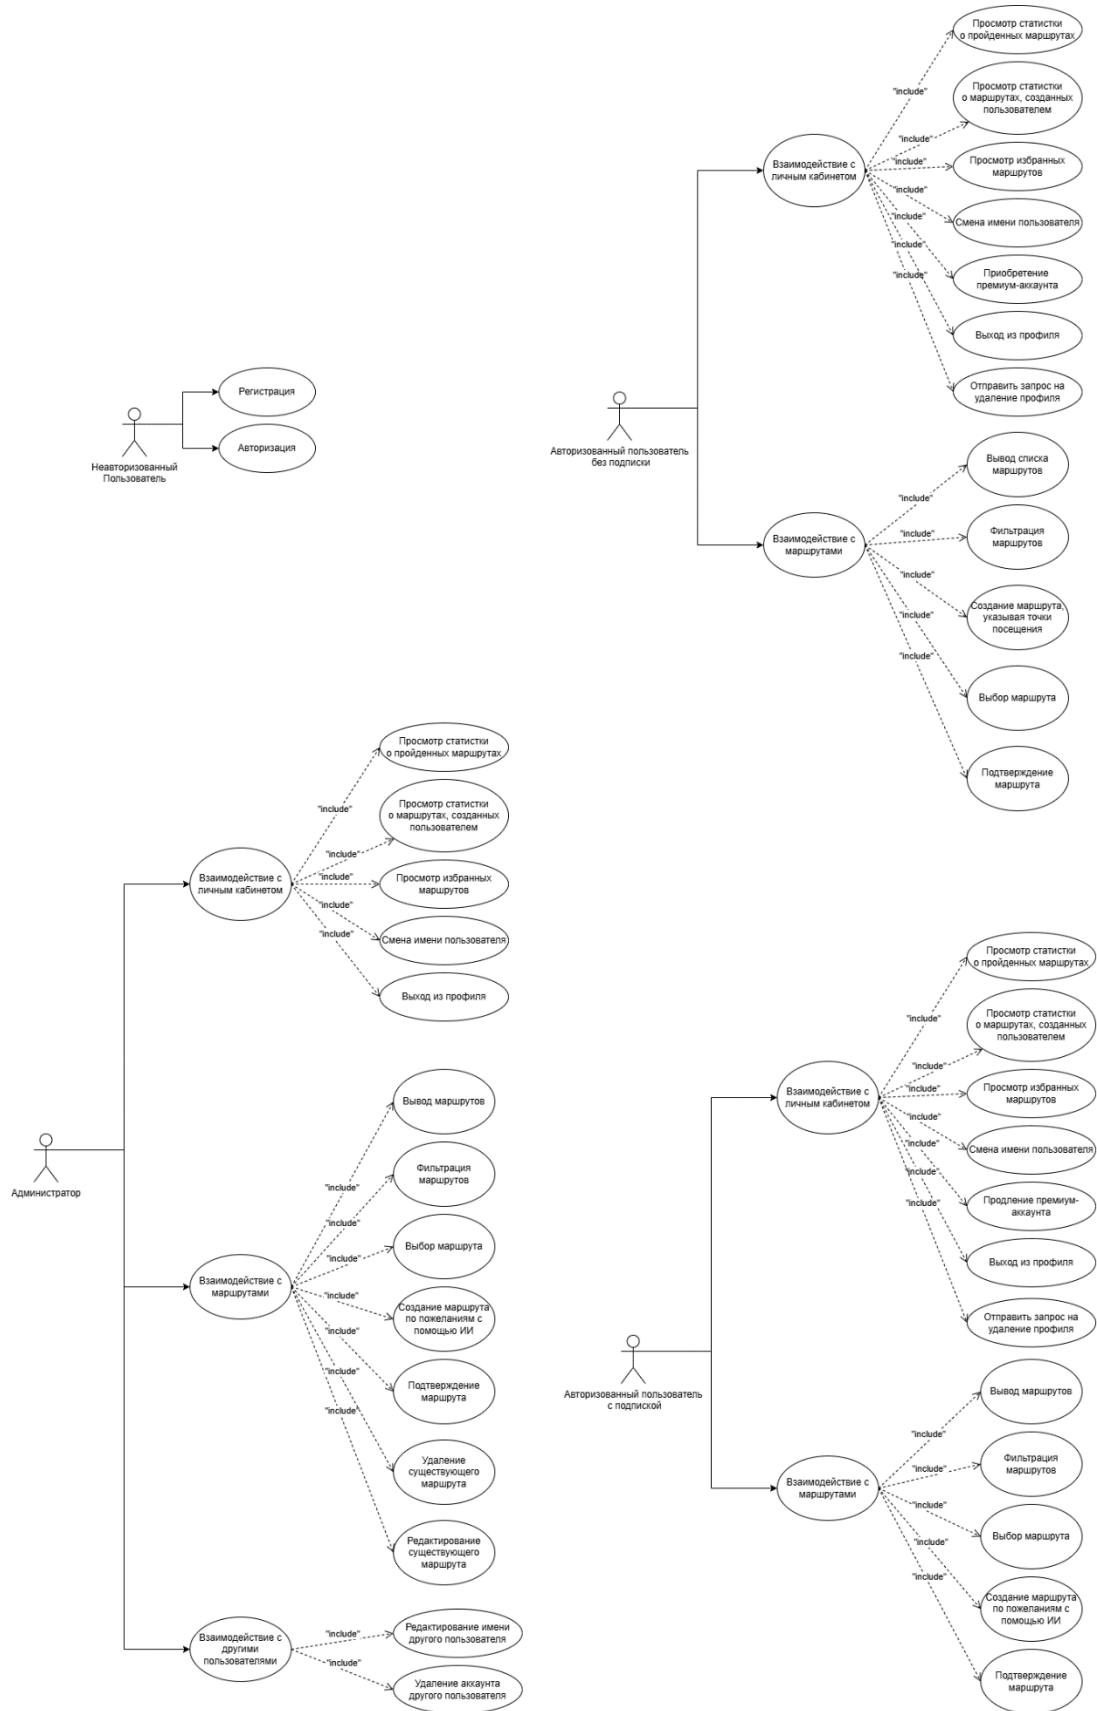 Неавторизованный
Пользователь
Регистрация
Авторизация
Авторизованный пользователь
без подписки
Взаимодействие с
личным кабинетом
"include"
"include"
"include"
"include"
"include"
"include"
"include"
Просмотр статистки
о пройденных маршрутах
Просмотр статистки
о маршрутах, созданных
пользователем
Просмотр избранных
маршрутов
Смена имени пользователя
Приобретение
премиум-аккаунта
Выход из профиля
Отправить запрос на
удаление профиля
Взаимодействие с
маршрутами
"include"
"include"
"include"
"include"
"include"
Вывод списка
маршрутов
Фильтрация
маршрутов
Создание маршрута,
указывая точки
посещения
Выбор маршрута
Подтверждение
маршрута
Администратор
Взаимодействие с
личным кабинетом
"include"
"include"
"include"
"include"
"include"
Просмотр статистки
о пройденных маршрутах
Просмотр статистки
о маршрутах, созданных
пользователем
Просмотр избранных
маршрутов
Смена имени пользователя
Выход из профиля
Взаимодействие с
маршрутами
"include"
"include"
"include"
"include"
"include"
"include"
"include"
Вывод маршрутов
Фильтрация
маршрутов
Выбор маршрута
Создание маршрута
по пожеланиям с
помощью ИИ
Подтверждение
маршрута
Удаление
существующего
маршрута
Редактирование
существующего
маршрута
Взаимодействие с
другими
пользователями
"include"
"include"
Редактирование имени
другого пользователя
Удаление аккаунта
другого пользователя
Авторизованный пользователь
с подпиской
Взаимодействие с
личным кабинетом
"include"
"include"
"include"
"include"
"include"
"include"
"include"
Просмотр статистки
о пройденных маршрутах
Просмотр статистки
о маршрутах, созданных
пользователем
Просмотр избранных
маршрутов
Смена имени пользователя
Продление премиум-
аккаунта
Выход из профиля
Отправить запрос на
удаление профиля
Взаимодействие с
маршрутами
"include"
"include"
"include"
"include"
"include"
Вывод маршрутов
Фильтрация
маршрутов
Выбор маршрута
Создание маршрута
по пожеланиям с
помощью ИИ
Подтверждение
маршрута